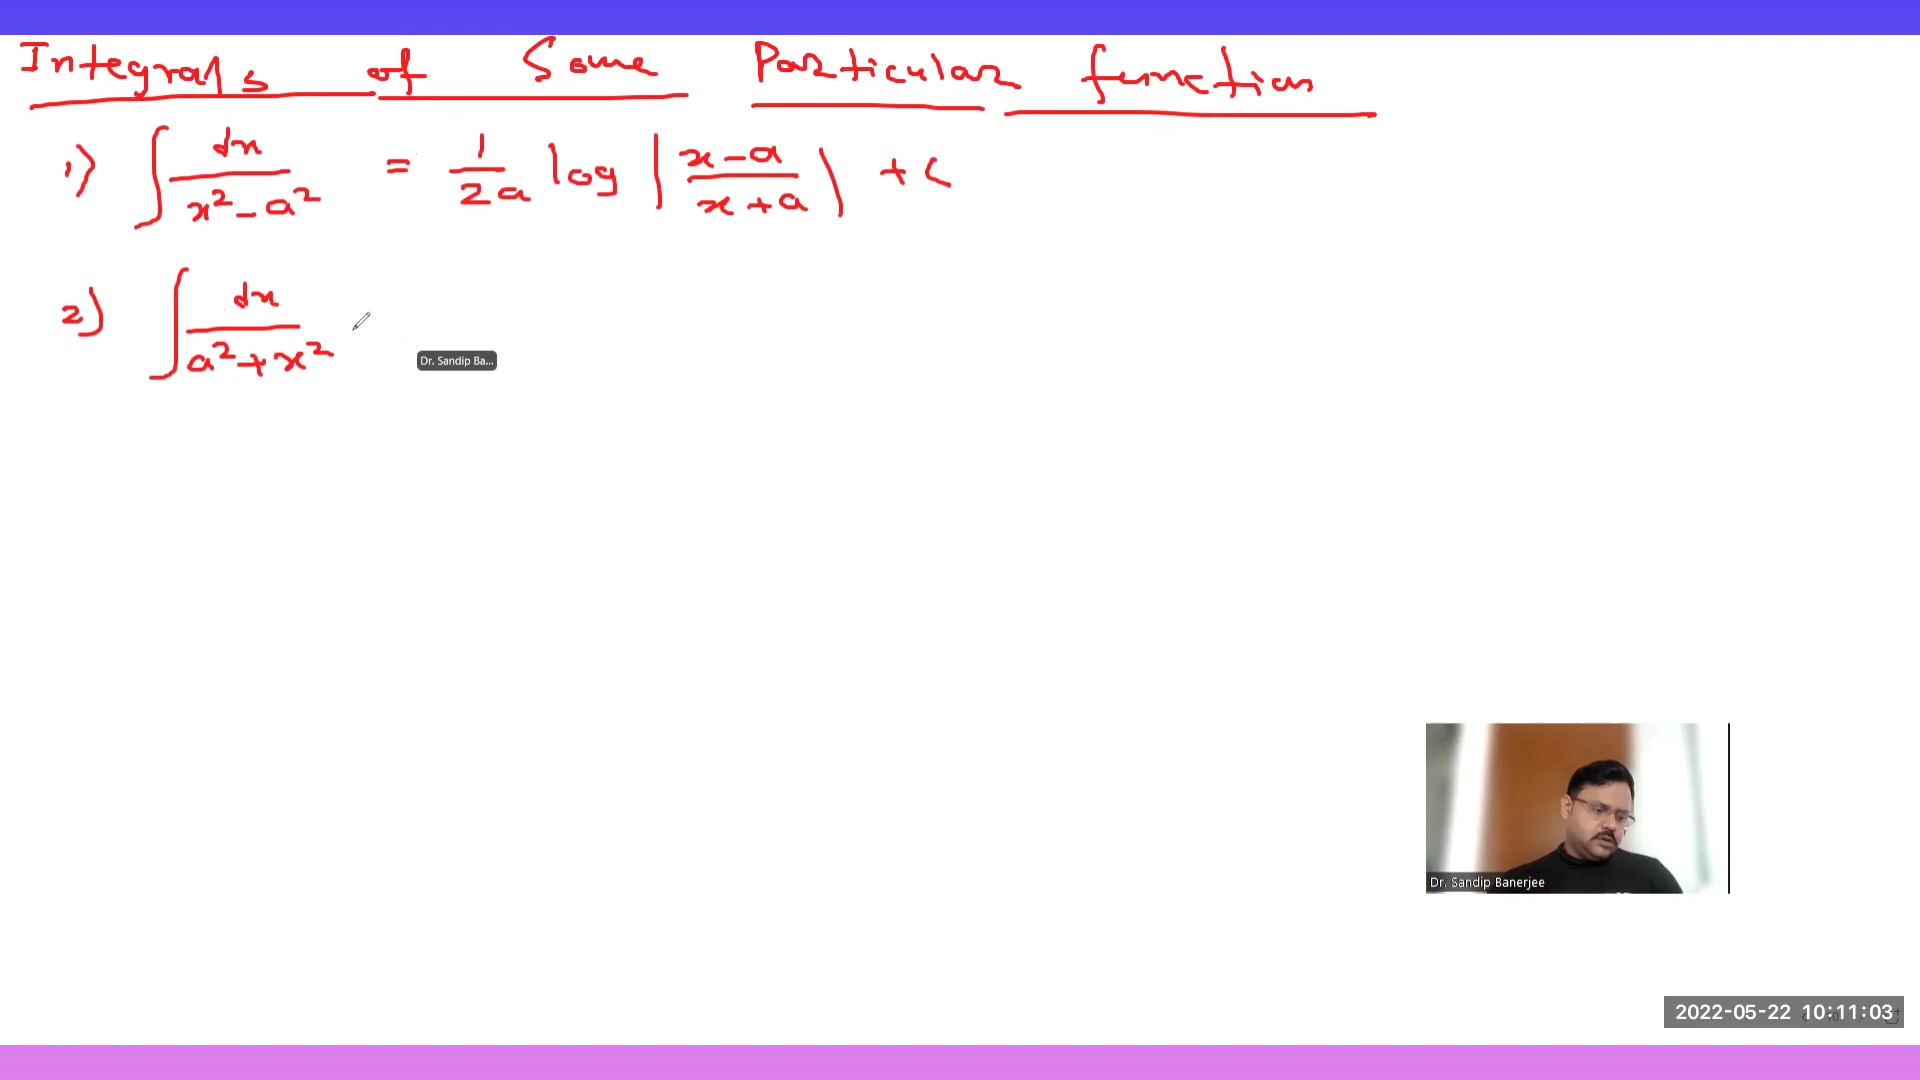 Integrals of Some Particular function
1) ∫ dx / (x² - a²) = 1/2a log | (x - a) / (x + a) | + C
2) ∫ dx / (a² + x²)
Dr. Sandip Ba...
Dr. Sandip Banerjee
2022-05-22 10:11:03